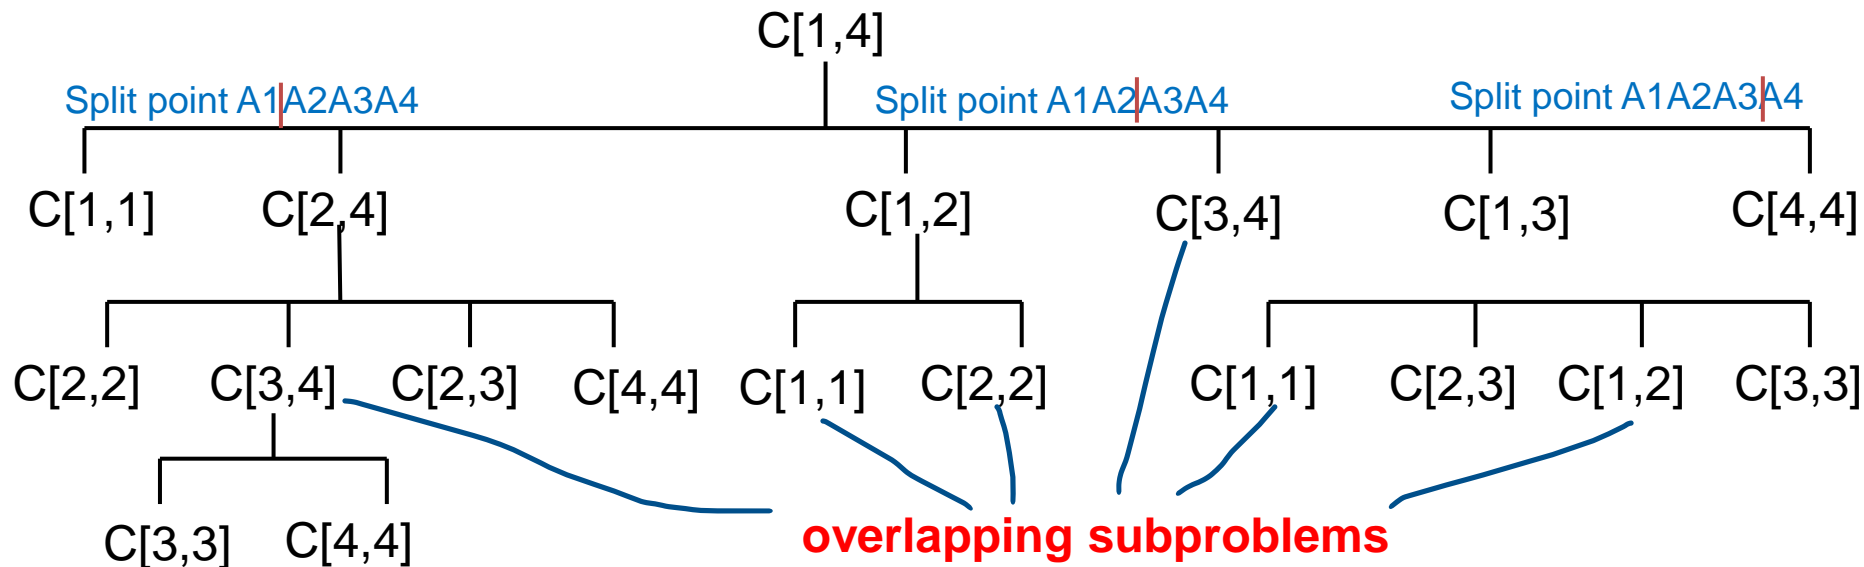 C[1,4]
Split point A1A2A3A4 Split point A1A2A3A4 Split point A1A2A3A4
C[1,1] C[2,4] C[1,2] C[3,4] C[1,3] C[4,4]
C[2,2] C[3,4] C[2,3] C[4,4] C[1,1] C[2,2] C[1,1] C[2,3] C[1,2] C[3,3]
C[3,3] C[4,4] overlapping subproblems